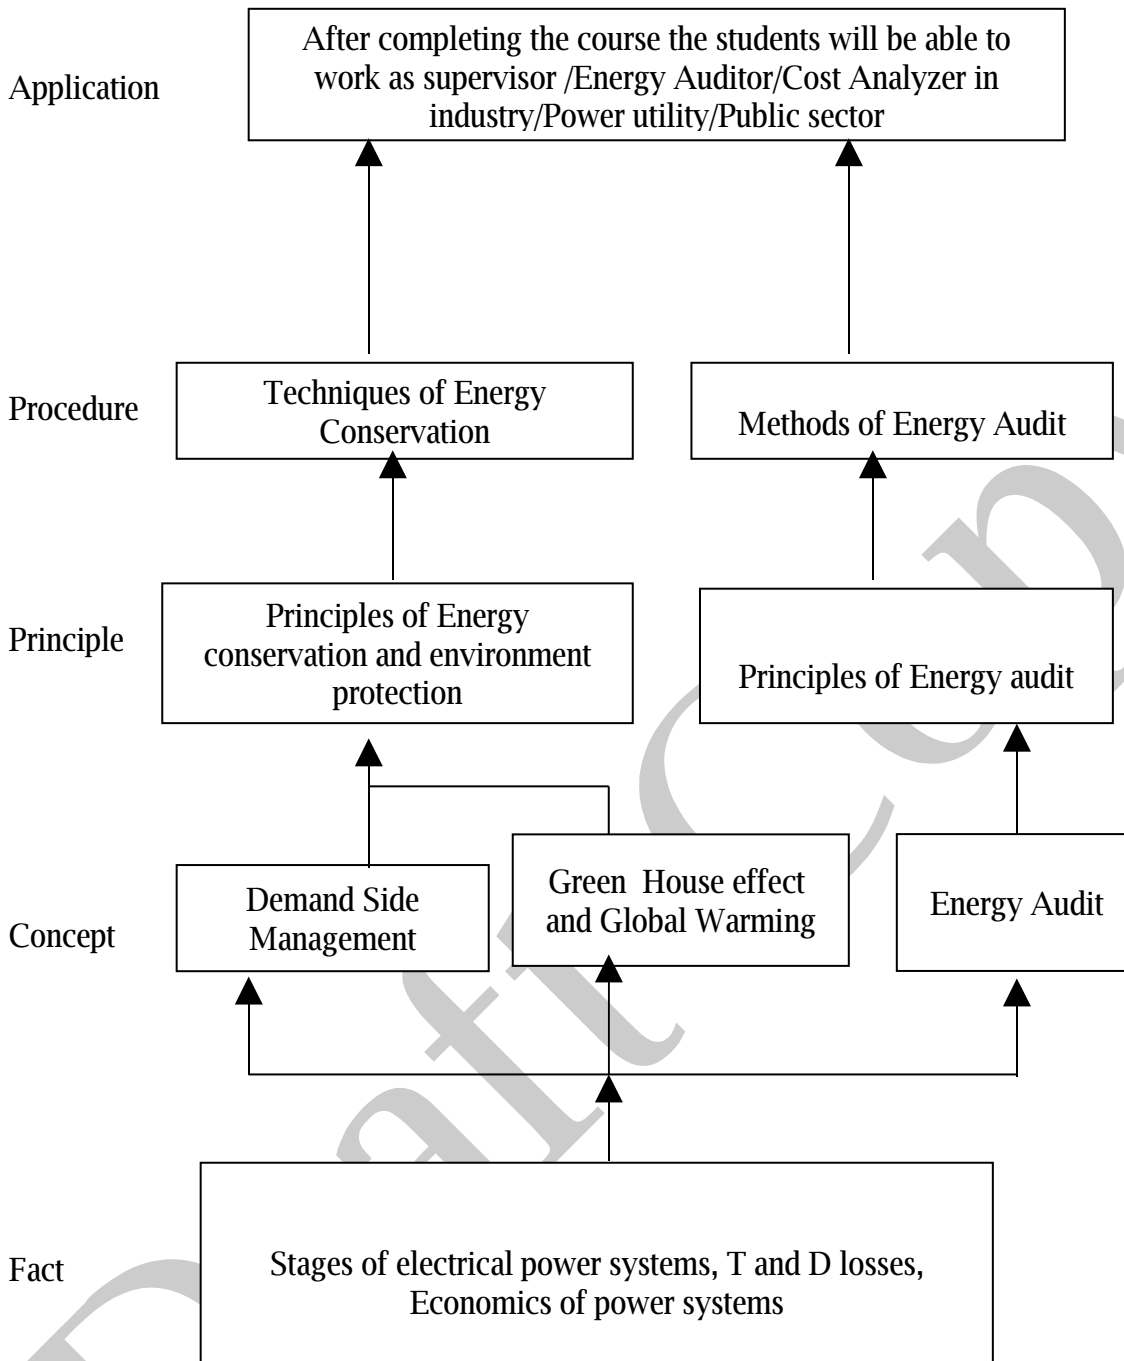 After completing the course the students will be able to
work as supervisor /Energy Auditor/Cost Analyzer in
industry/Power utility/Public sector
Application
Techniques of Energy
Conservation
Procedure
Methods of Energy Audit
Principles of Energy
conservation and environment
protection
Principle
Principles of Energy audit
Demand Side
Management
Green  House effect
and Global Warming
Energy Audit
Concept
Stages of electrical power systems, T and D losses,
Economics of power systems
Fact
Draft Cop